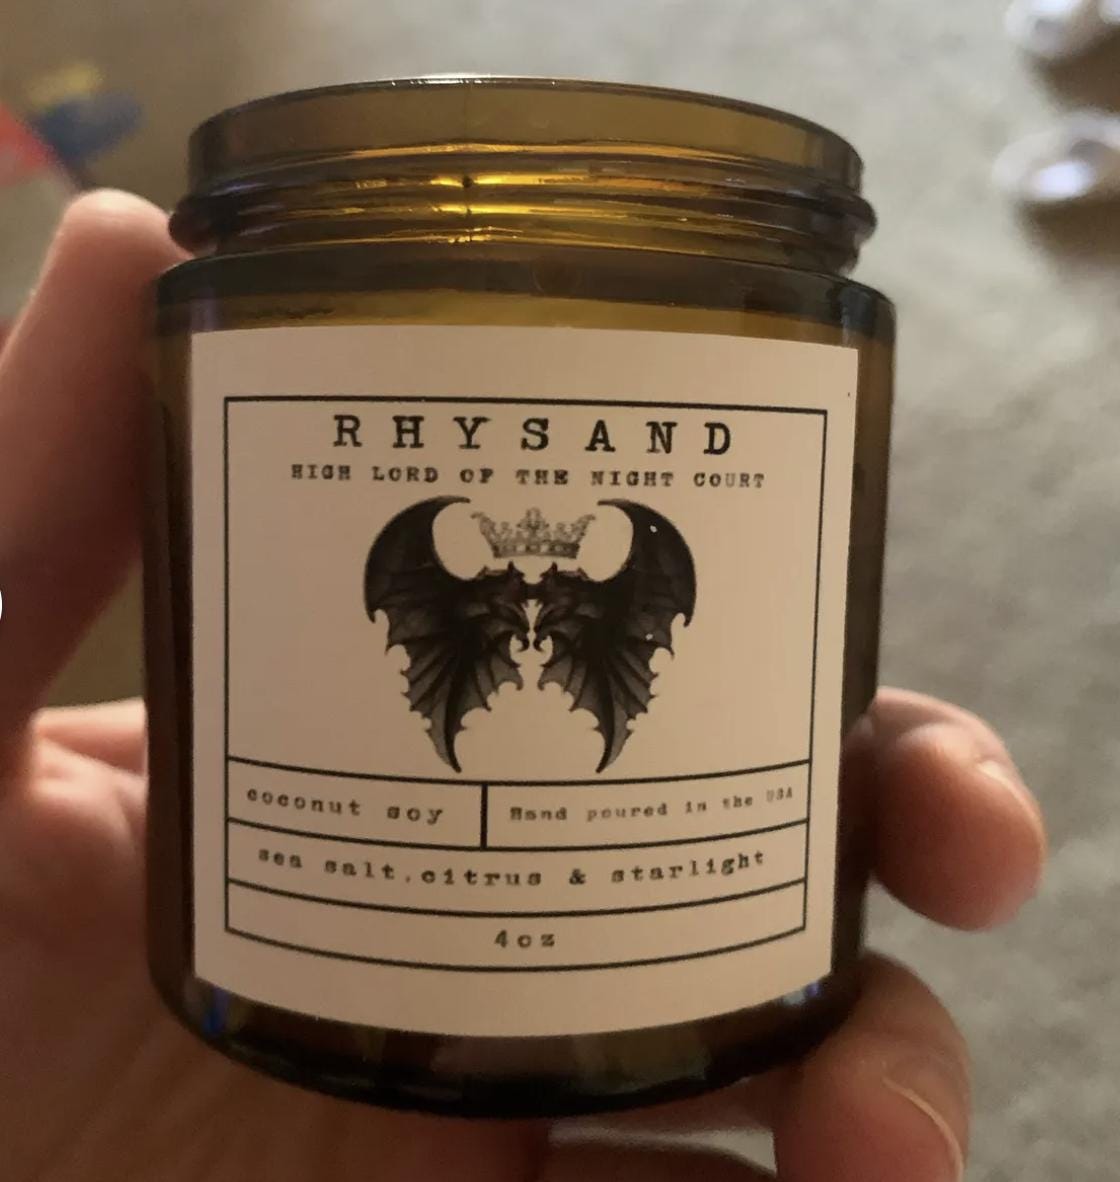 RHYSAND
HIGH LORD OF THE NIGHT COURT
coconut soy
Hand poured in the USA
sea salt, citrus & starlight
4oz